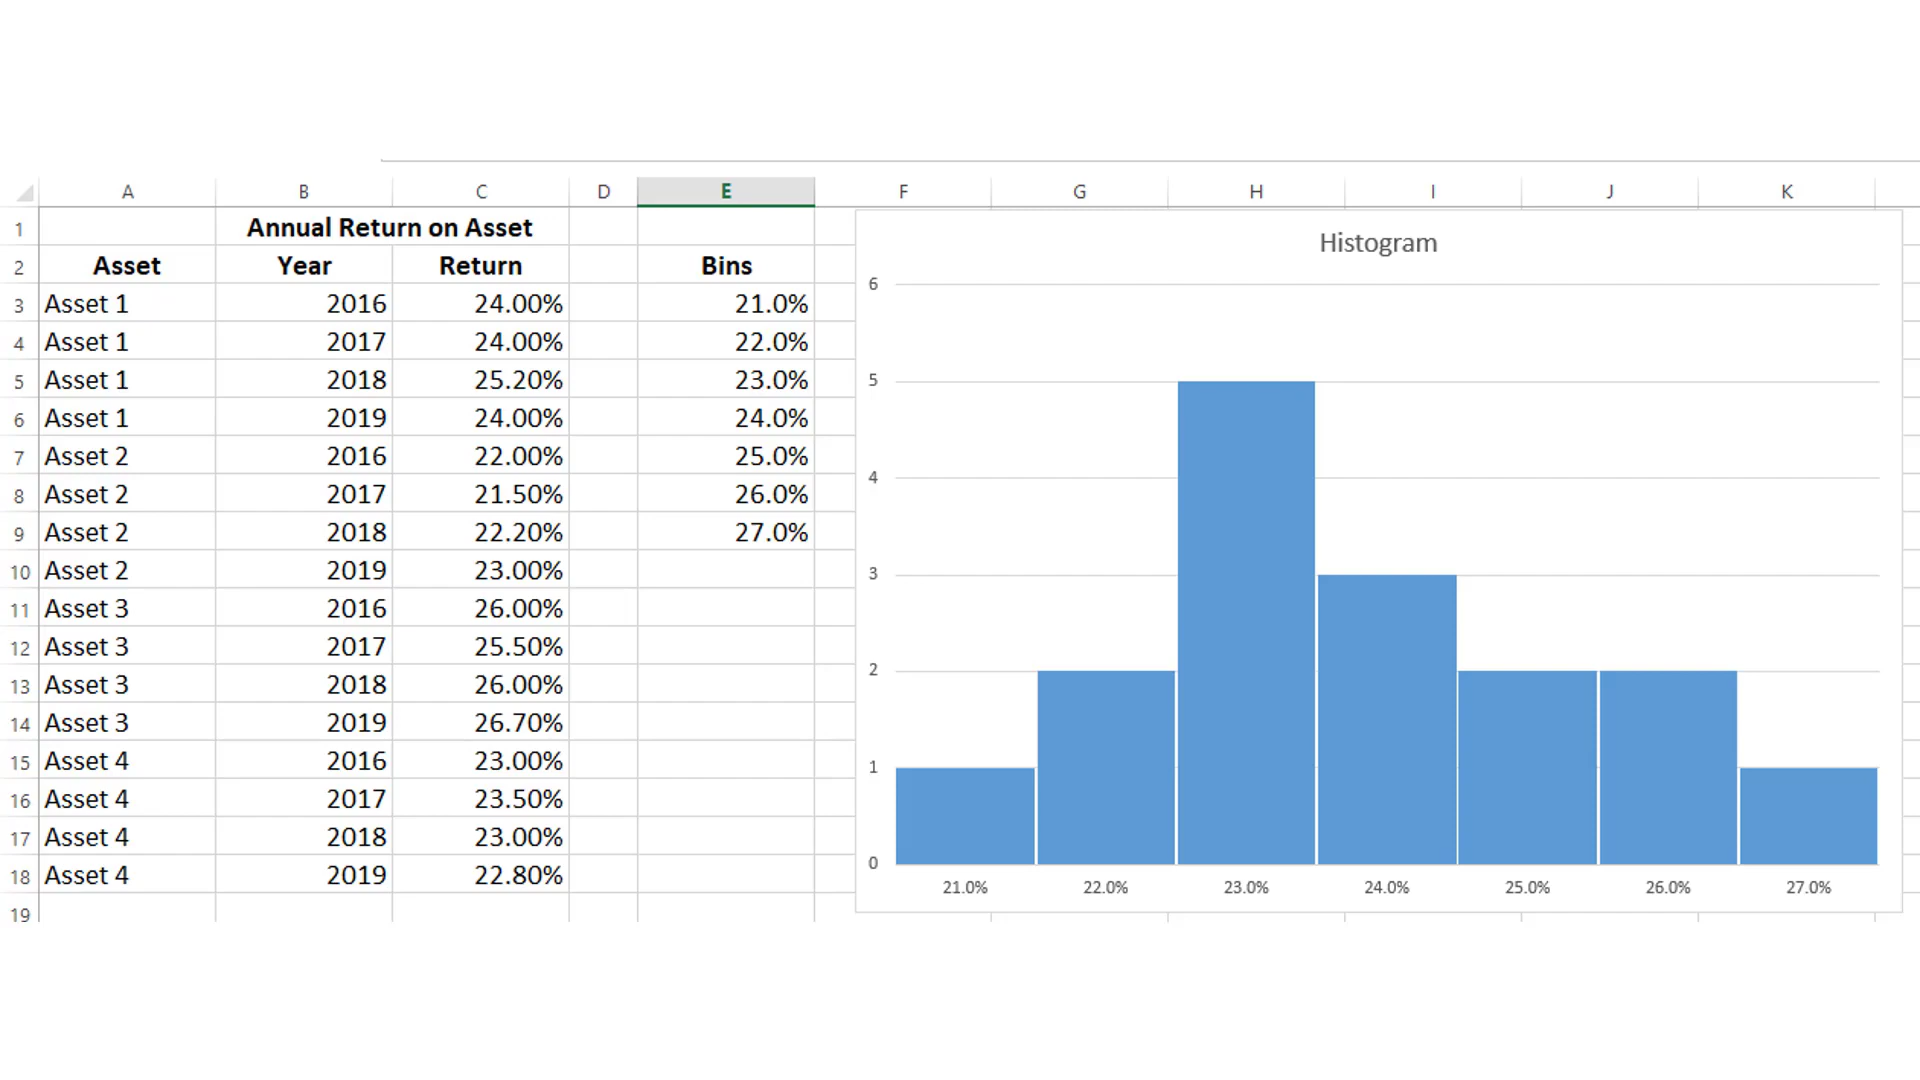 A B C D E F G H I J K
1 Annual Return on Asset
2 Asset Year Return Bins
3 Asset 1 2016 24.00% 21.0%
4 Asset 1 2017 24.00% 22.0%
5 Asset 1 2018 25.20% 23.0%
6 Asset 1 2019 24.00% 24.0%
7 Asset 2 2016 22.00% 25.0%
8 Asset 2 2017 21.50% 26.0%
9 Asset 2 2018 22.20% 27.0%
10 Asset 2 2019 23.00%
11 Asset 3 2016 26.00%
12 Asset 3 2017 25.50%
13 Asset 3 2018 26.00%
14 Asset 3 2019 26.70%
15 Asset 4 2016 23.00%
16 Asset 4 2017 23.50%
17 Asset 4 2018 23.00%
18 Asset 4 2019 22.80%
19
Histogram
6
5
4
3
2
1
0
21.0% 22.0% 23.0% 24.0% 25.0% 26.0% 27.0%